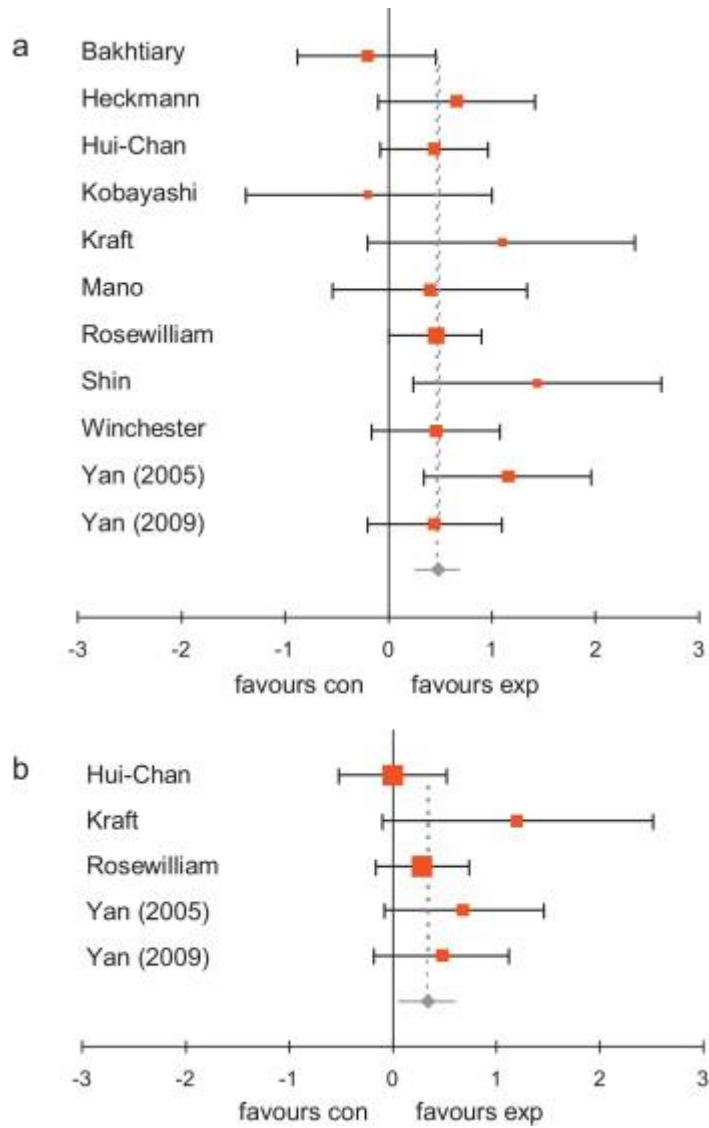 a
Bakhtiary
Heckmann
Hui-Chan
Kobayashi
Kraft
Mano
Rosewilliam
Shin
Winchester
Yan (2005)
Yan (2009)
-3 -2 -1 0 1 2 3
favours con favours exp
b
Hui-Chan
Kraft
Rosewilliam
Yan (2005)
Yan (2009)
-3 -2 -1 0 1 2 3
favours con favours exp